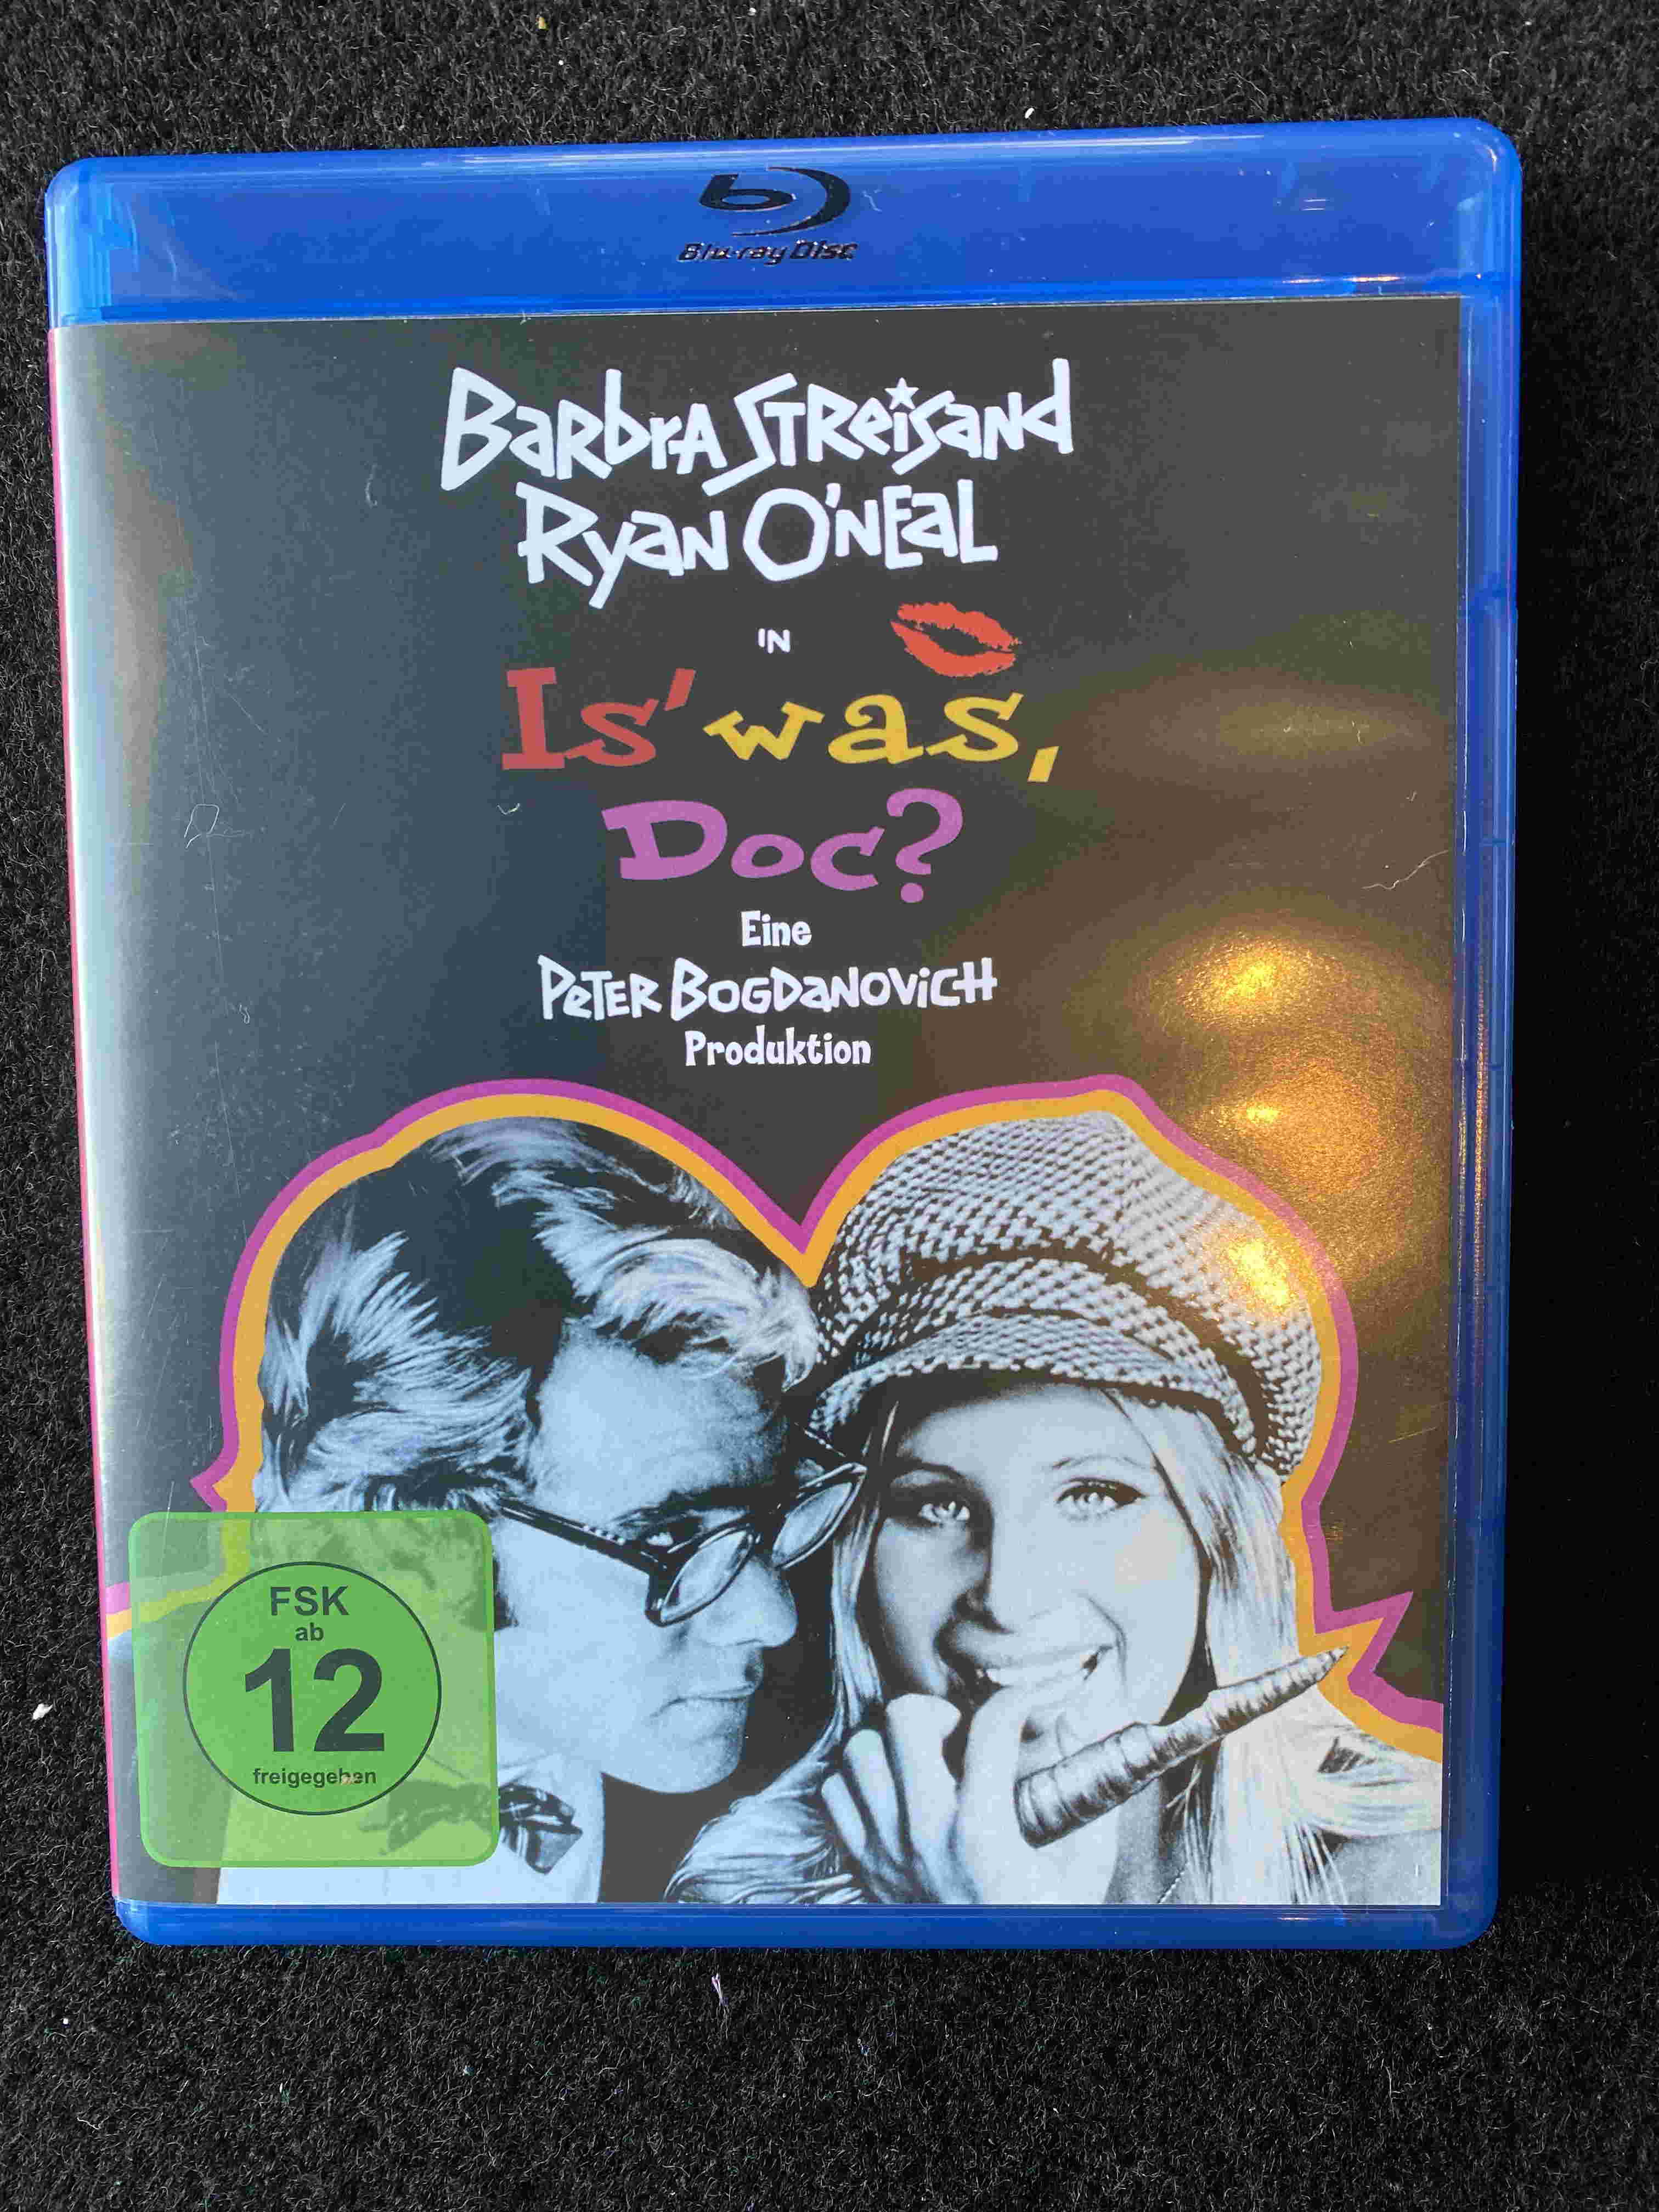 Blu-ray Disc
Barbra Streisand
Ryan O'Neal
IN
Is' was,
Doc?
Eine
Peter Bogdanovich
Produktion
FSK
ab
12
freigegeben